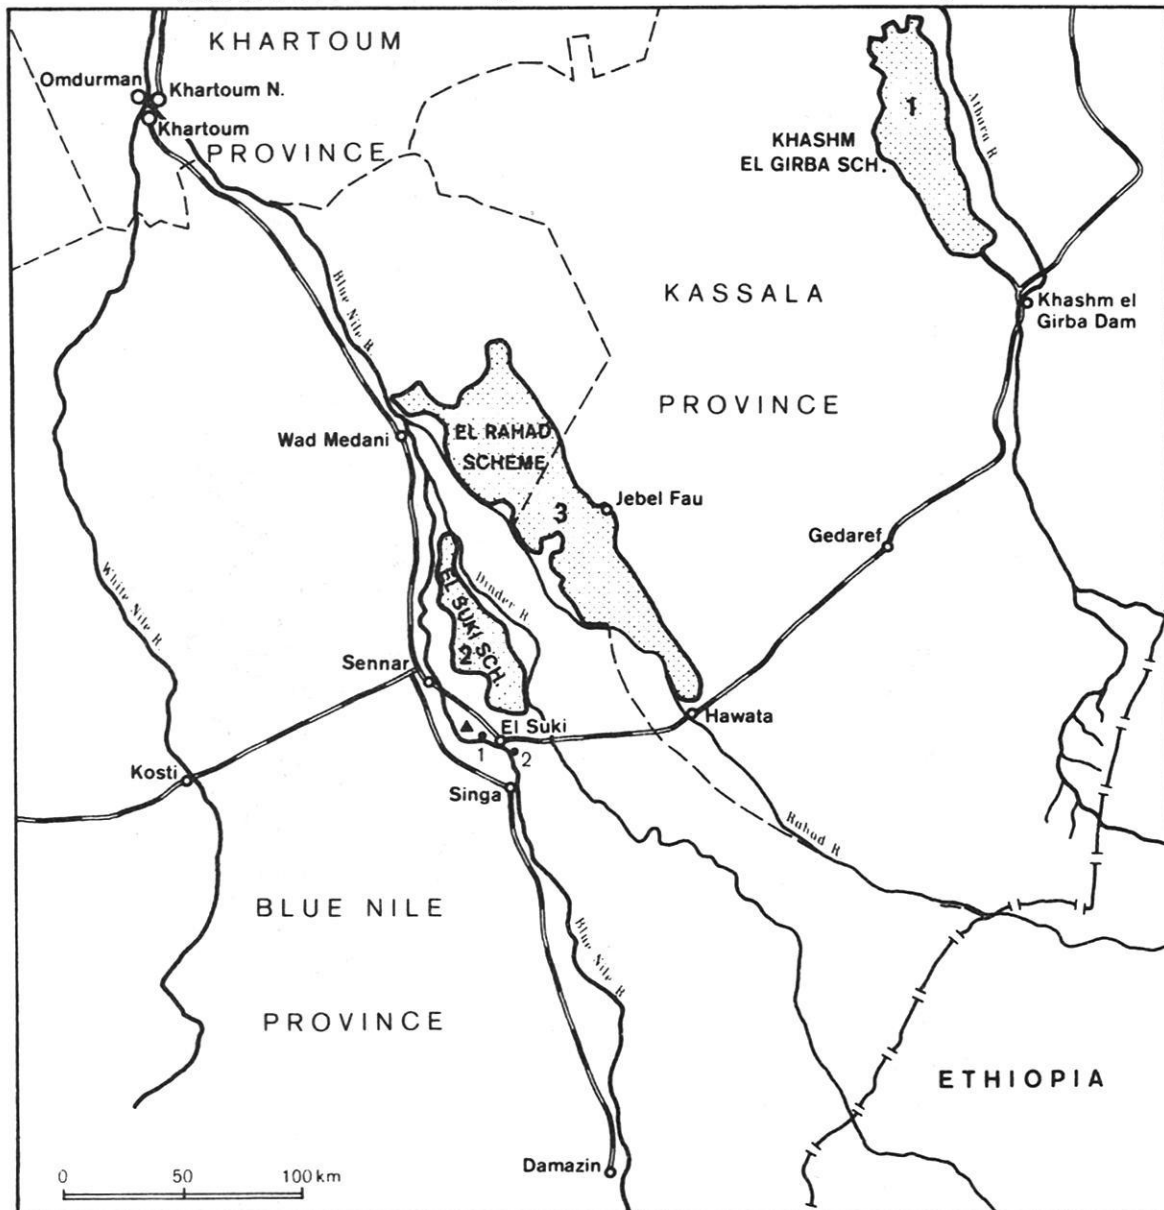 KHARTOUM
Omdurman
Khartoum N.
Khartoum
PROVINCE
1
KHASHM
EL GIRBA SCH.
Atbara R
Blue Nile R
KASSALA
Khashm el
Girba Dam
PROVINCE
Wad Medani
EL RAHAD
SCHEME
3
Jebel Fau
Gedaref
White Nile R
Dinder R
EL SUKI SCH.
2
Sennar
Hawata
El Suki
1
2
Kosti
Singa
Rahad R
BLUE NILE
Blue Nile R
PROVINCE
ETHIOPIA
Damazin
0 50 100 km